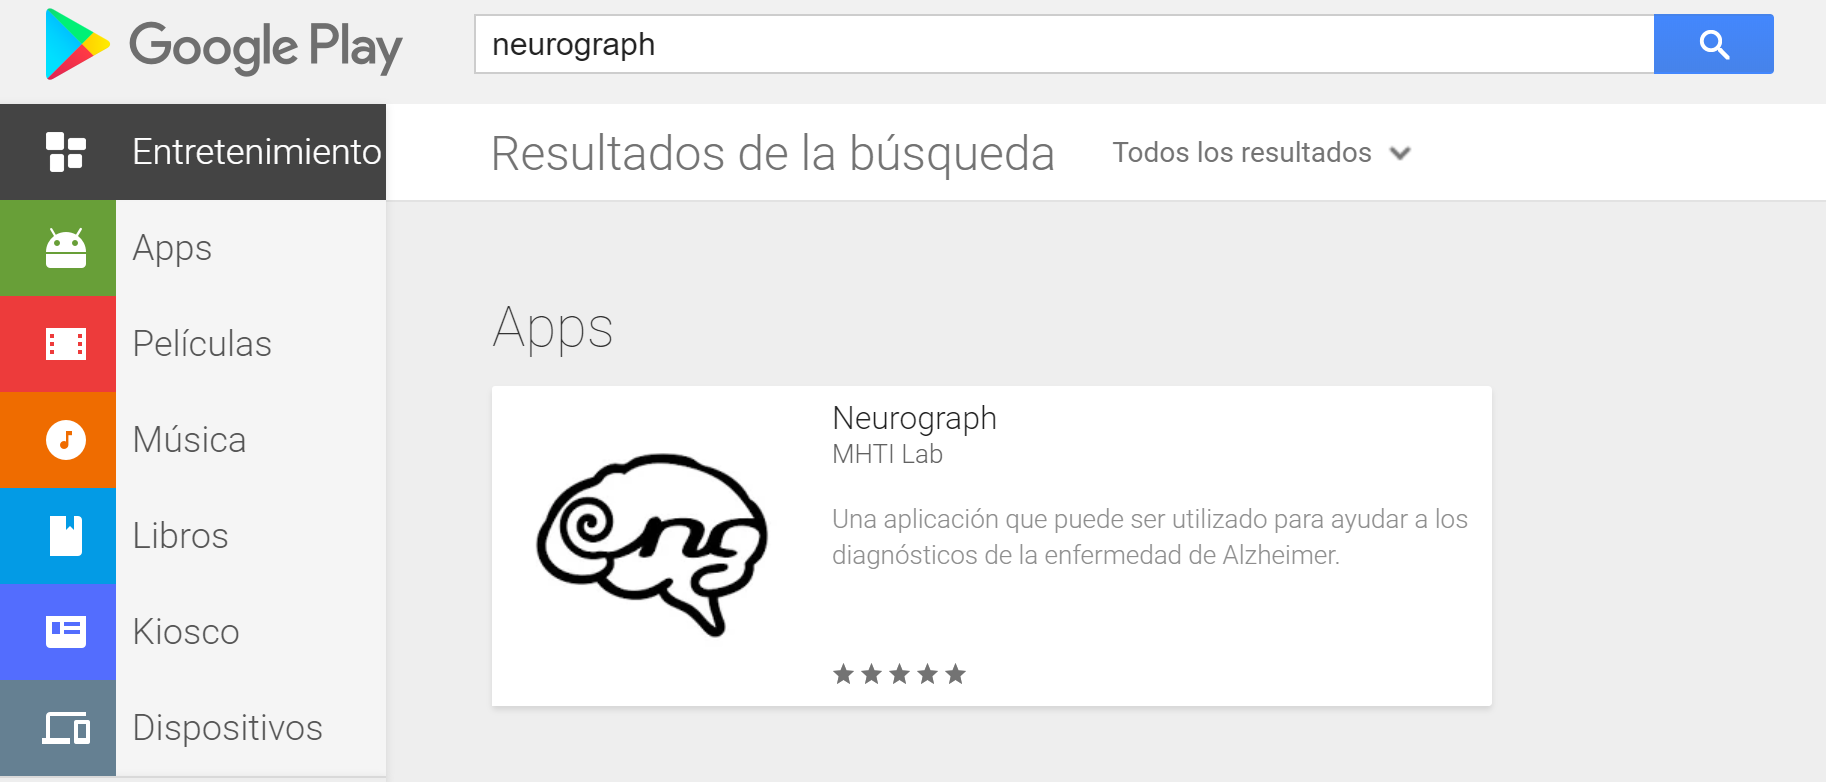 Google Play
neurograph
Entretenimiento
Resultados de la búsqueda
Todos los resultados
Apps
Películas
Música
Libros
Kiosco
Dispositivos
Apps
Neurograph
MHTI Lab
Una aplicación que puede ser utilizado para ayudar a los
diagnósticos de la enfermedad de Alzheimer.